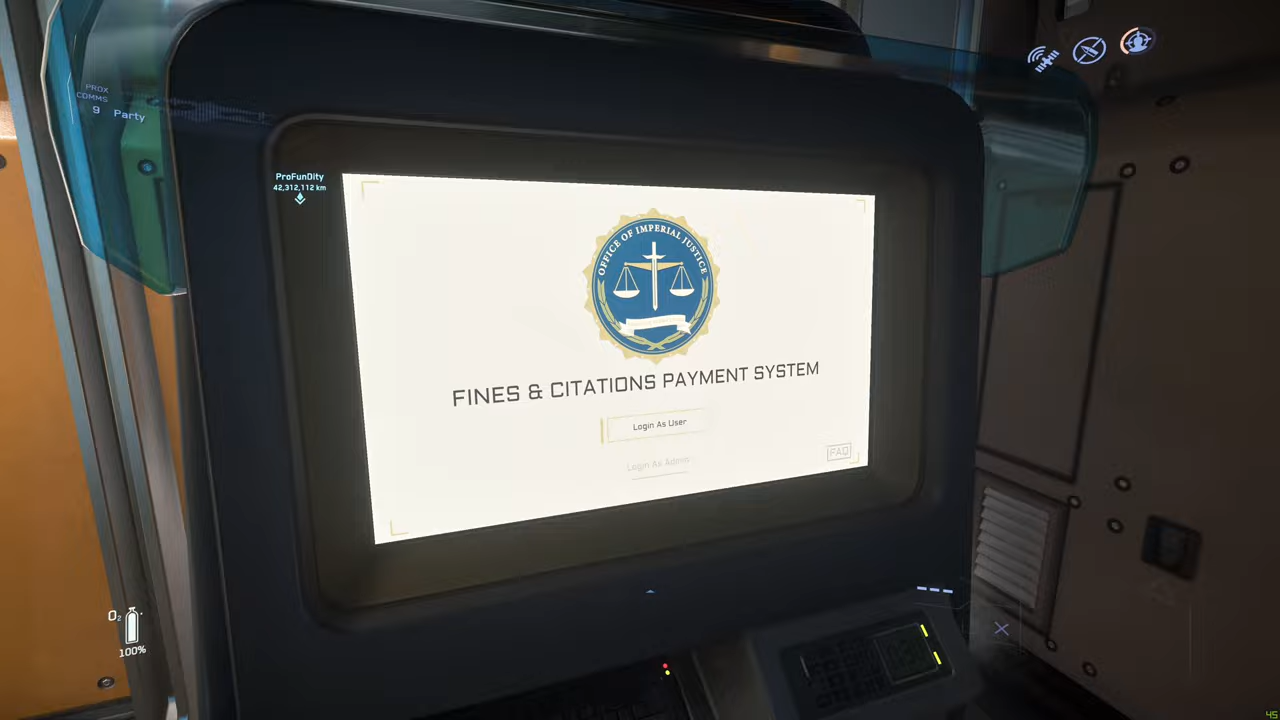 PROX
COMMS
9 Party
ProFunDity
42,312,112 km
OFFICE OF IMPERIAL JUSTICE
FINES & CITATIONS PAYMENT SYSTEM
Login As User
Login As Admin
FAQ
O₂
100%
45